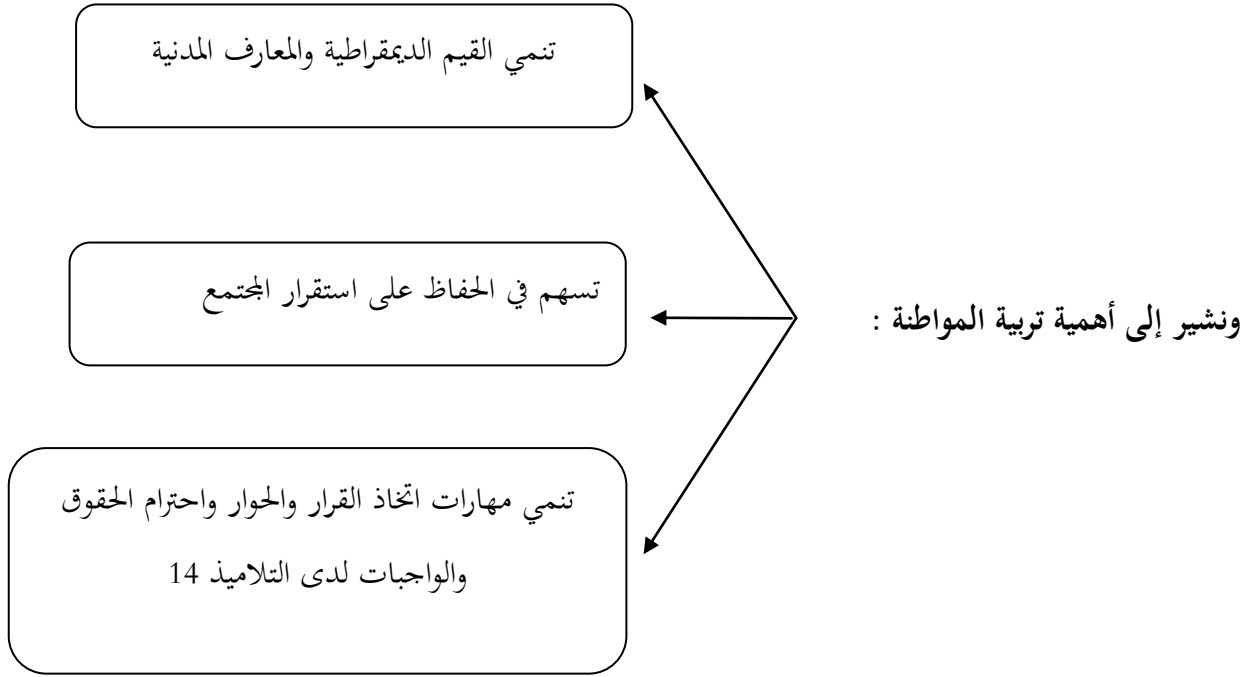 ونشير إلى أهمية تربية المواطنة :
تنمي القيم الديمقراطية والمعارف المدنية
تسهم في الحفاظ على استقرار المجتمع
تنمي مهارات اتخاذ القرار والحوار واحترام الحقوق
والواجبات لدى التلاميذ 14